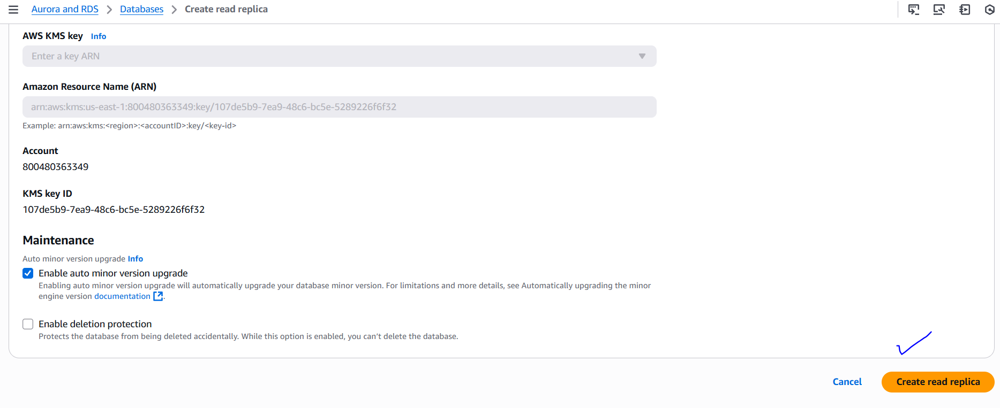 Aurora and RDS > Databases > Create read replica
AWS KMS key Info
Enter a key ARN
Amazon Resource Name (ARN)
arn:aws:kms:us-east-1:800480363349:key/107de5b9-7ea9-48c6-bc5e-5289226f6f32
Example: arn:aws:kms:<region>:<accountID>:key/<key-id>
Account
800480363349
KMS key ID
107de5b9-7ea9-48c6-bc5e-5289226f6f32
Maintenance
Auto minor version upgrade Info
Enable auto minor version upgrade
Enabling auto minor version upgrade will automatically upgrade your database minor version. For limitations and more details, see Automatically upgrading the minor
engine version documentation.
Enable deletion protection
Protects the database from being deleted accidentally. While this option is enabled, you can’t delete the database.
Cancel Create read replica